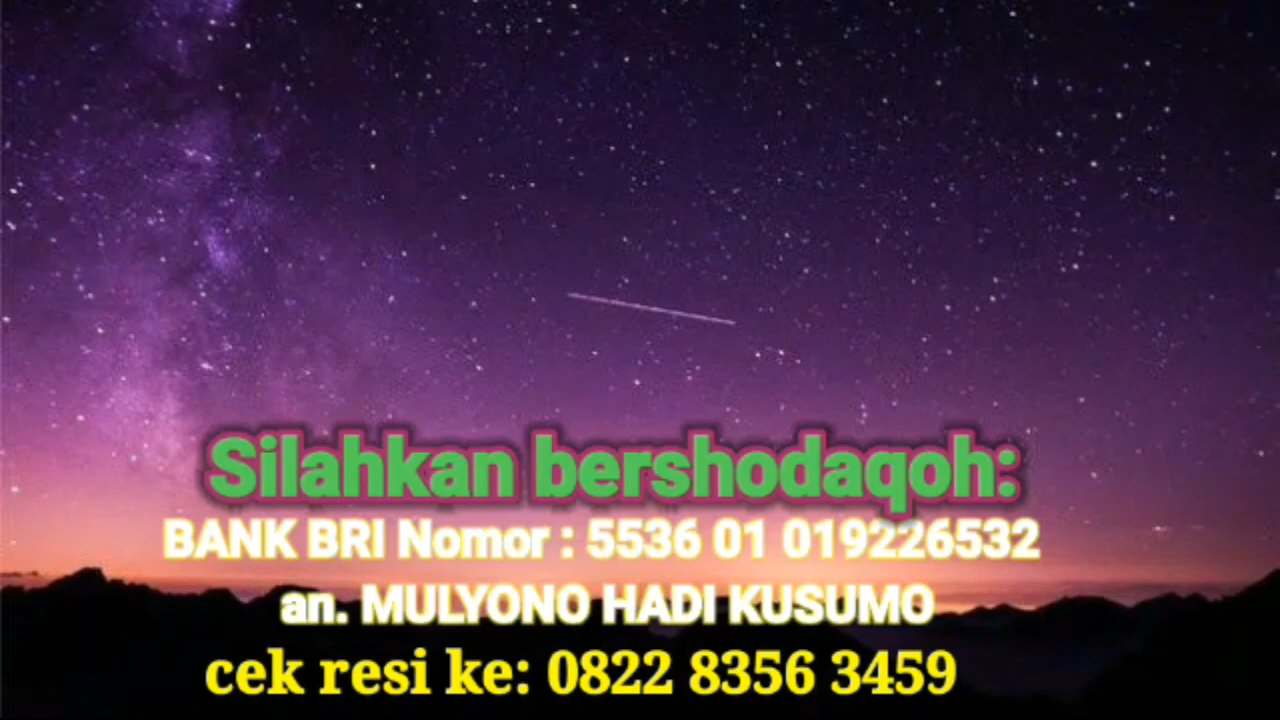 Silahkan bershodaqoh:
BANK BRI Nomor : 5536 01 019226532
an. MULYONO HADI KUSUMO
cek resi ke: 0822 8356 3459